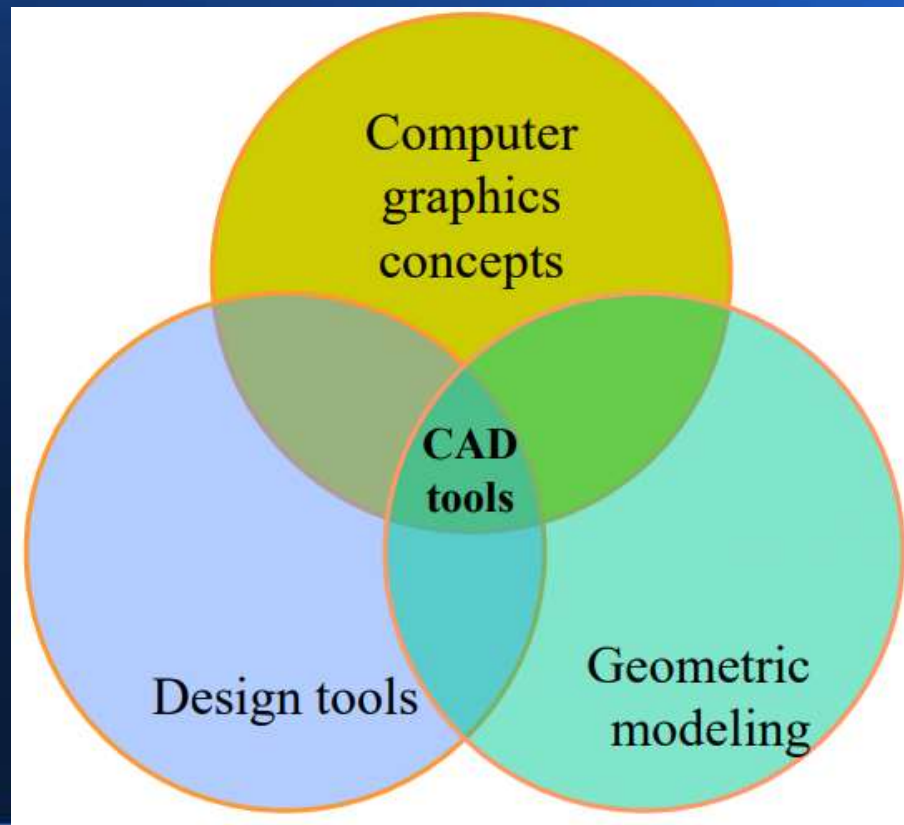 Computer
graphics
concepts
CAD
tools
Design tools
Geometric
modeling